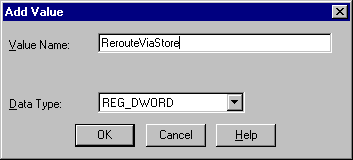 Add Value
Value Name: RerouteViaStore
Data Type: REG_DWORD
OK Cancel Help